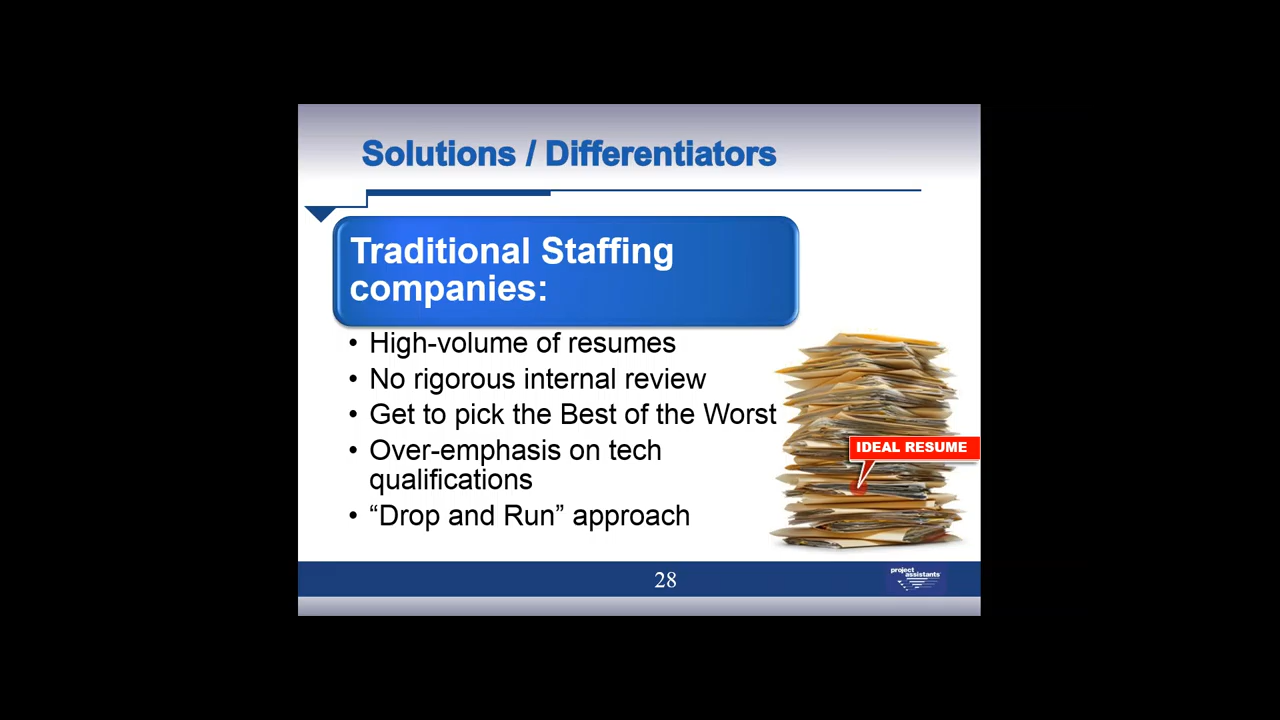 Solutions / Differentiators
Traditional Staffing
companies:
• High-volume of resumes
• No rigorous internal review
• Get to pick the Best of the Worst
• Over-emphasis on tech
qualifications
• “Drop and Run” approach
IDEAL RESUME
28
project
assistants